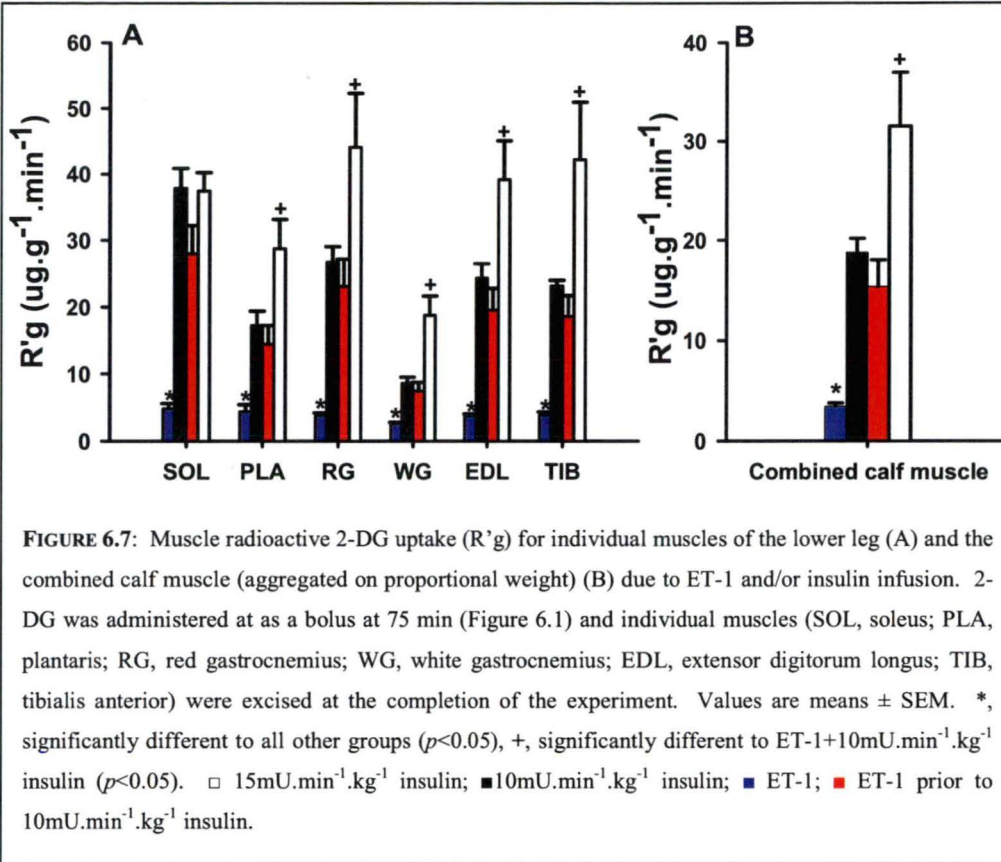 A
B
60
50
40
30
20
10
0
R'g (ug.g-1.min-1)
+
+
+
+
+
* * * * * *
SOL PLA RG WG EDL TIB
40
30
20
10
0
R'g (ug.g-1.min-1)
+
*
Combined calf muscle
FIGURE 6.7: Muscle radioactive 2-DG uptake (R'g) for individual muscles of the lower leg (A) and the
combined calf muscle (aggregated on proportional weight) (B) due to ET-1 and/or insulin infusion. 2-
DG was administered at as a bolus at 75 min (Figure 6.1) and individual muscles (SOL, soleus; PLA,
plantaris; RG, red gastrocnemius; WG, white gastrocnemius; EDL, extensor digitorum longus; TIB,
tibialis anterior) were excised at the completion of the experiment. Values are means ± SEM. *,
significantly different to all other groups (p<0.05), +, significantly different to ET-1+10mU.min-1.kg-1
insulin (p<0.05). □ 15mU.min-1.kg-1 insulin; ■10mU.min-1.kg-1 insulin; ■ ET-1; ■ ET-1 prior to
10mU.min-1.kg-1 insulin.